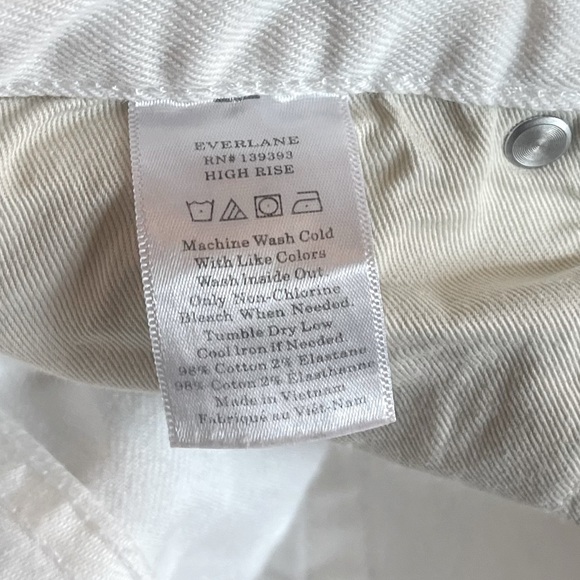 EVERLANE
RN# 139393
HIGH RISE
Machine Wash Cold
With Like Colors
Wash Inside Out
Only Non-Chlorine
Bleach When Needed.
Tumble Dry Low
Cool Iron if Needed.
98% Cotton 2% Elastane
98% Coton 2% Elasthanne
Made in Vietnam
Fabriqué au Viêt-Nam